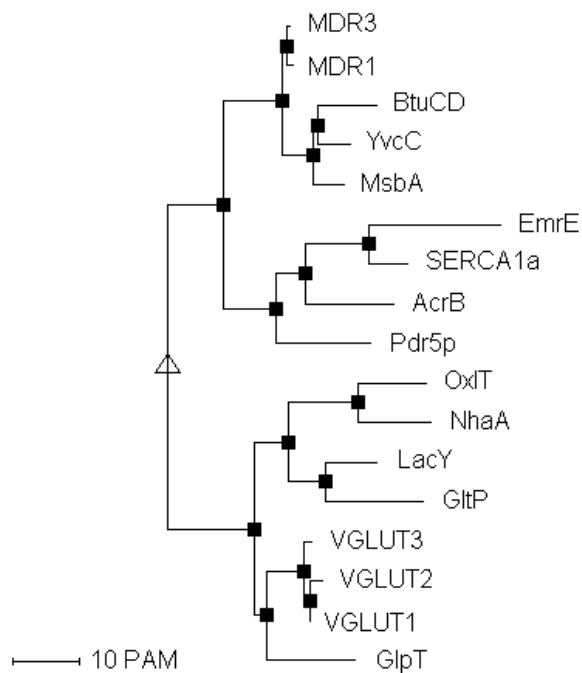 MDR3
MDR1
BtuCD
YvcC
MsbA
EmrE
SERCA1a
AcrB
Pdr5p
OxlT
NhaA
LacY
GltP
VGLUT3
VGLUT2
VGLUT1
GlpT
10 PAM